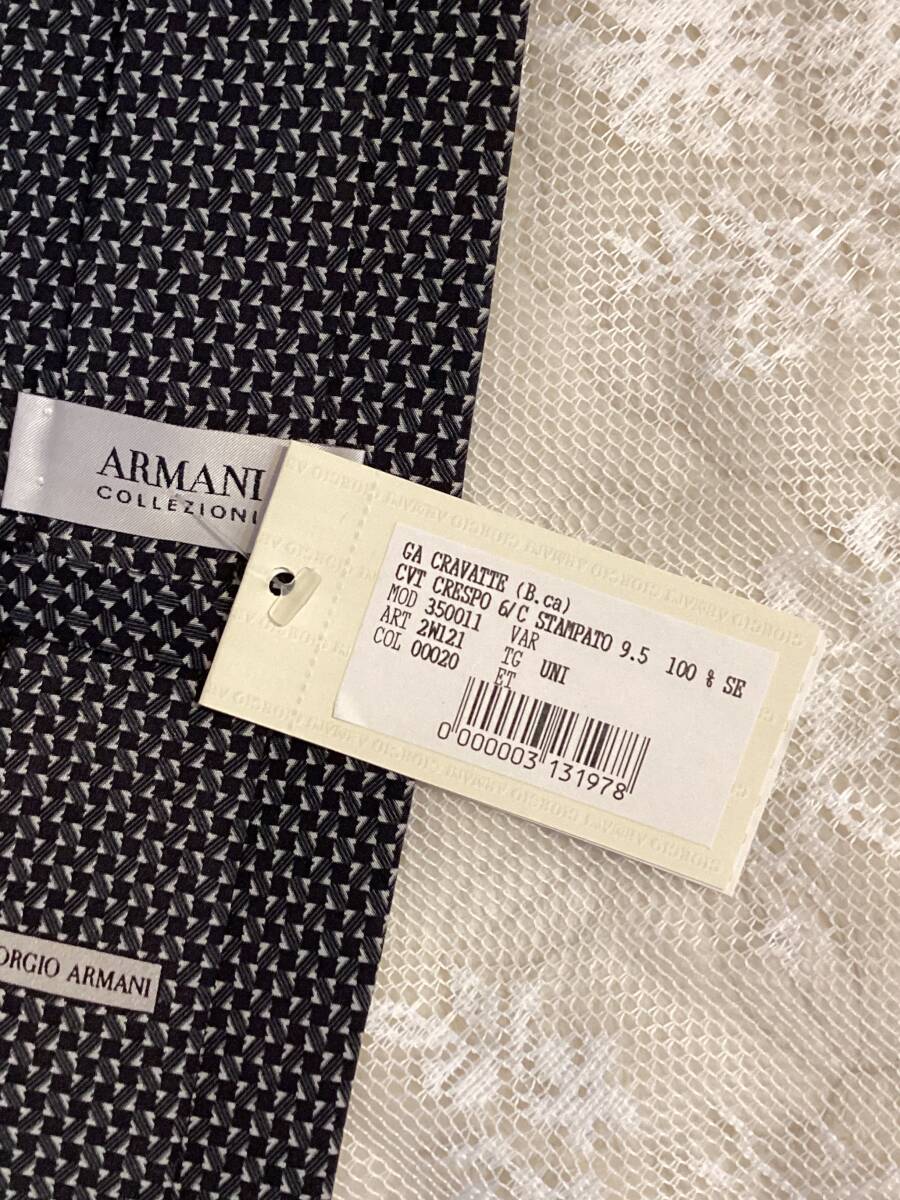 ARMANI
COLLEZIONI
GA CRAVATTE (B.ca)
CVT CRESPO 6/C STAMPATO 9.5 100 % SE
MOD 350011 VAR
ART 2W121 TG UNI
COL 00020 ET
0 000003 131978
ORGIO ARMANI